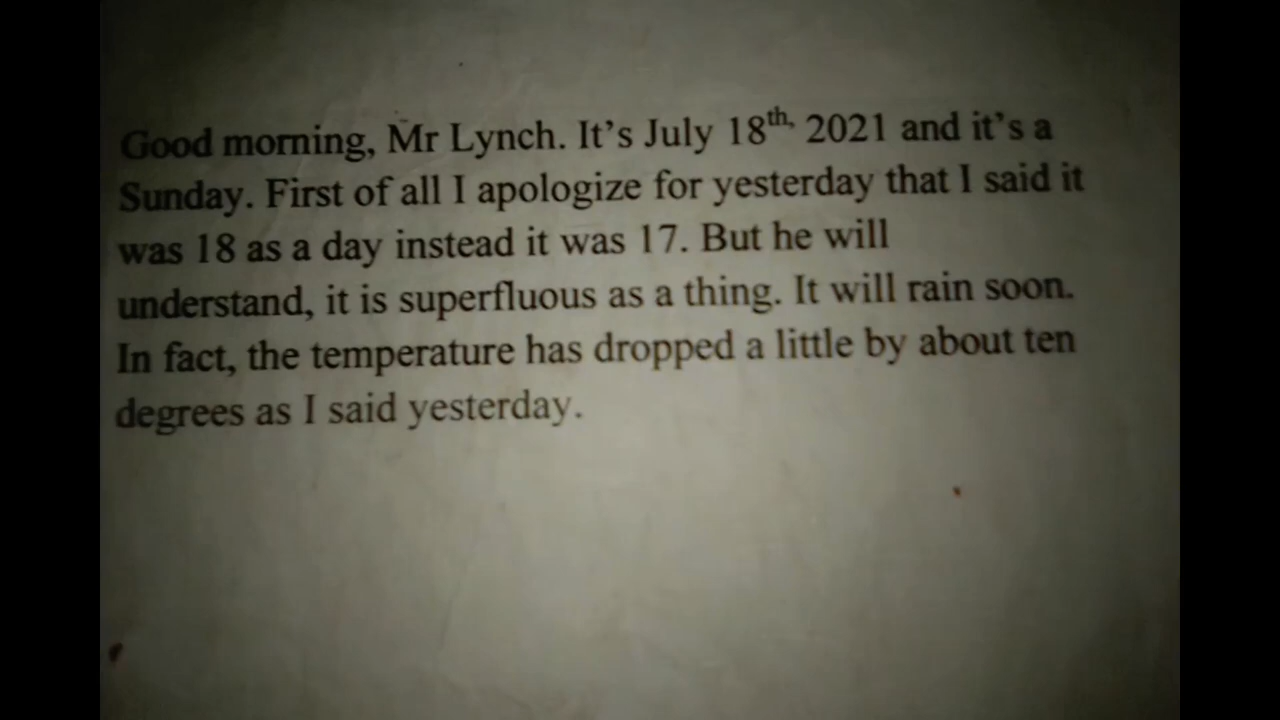 Good morning, Mr Lynch. It's July 18th, 2021 and it's a
Sunday. First of all I apologize for yesterday that I said it
was 18 as a day instead it was 17. But he will
understand, it is superfluous as a thing. It will rain soon.
In fact, the temperature has dropped a little by about ten
degrees as I said yesterday.